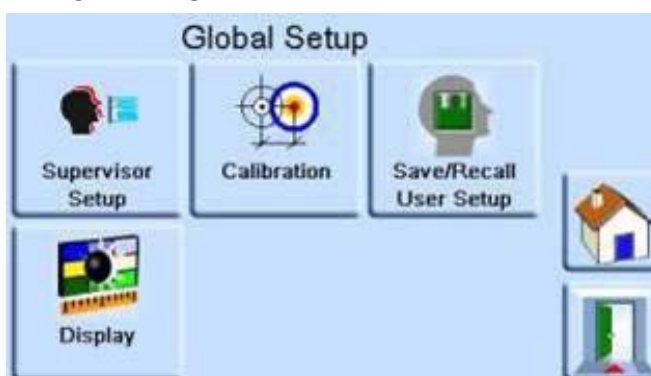 Global Setup
Supervisor
Setup
Calibration
Save/Recall
User Setup
Display